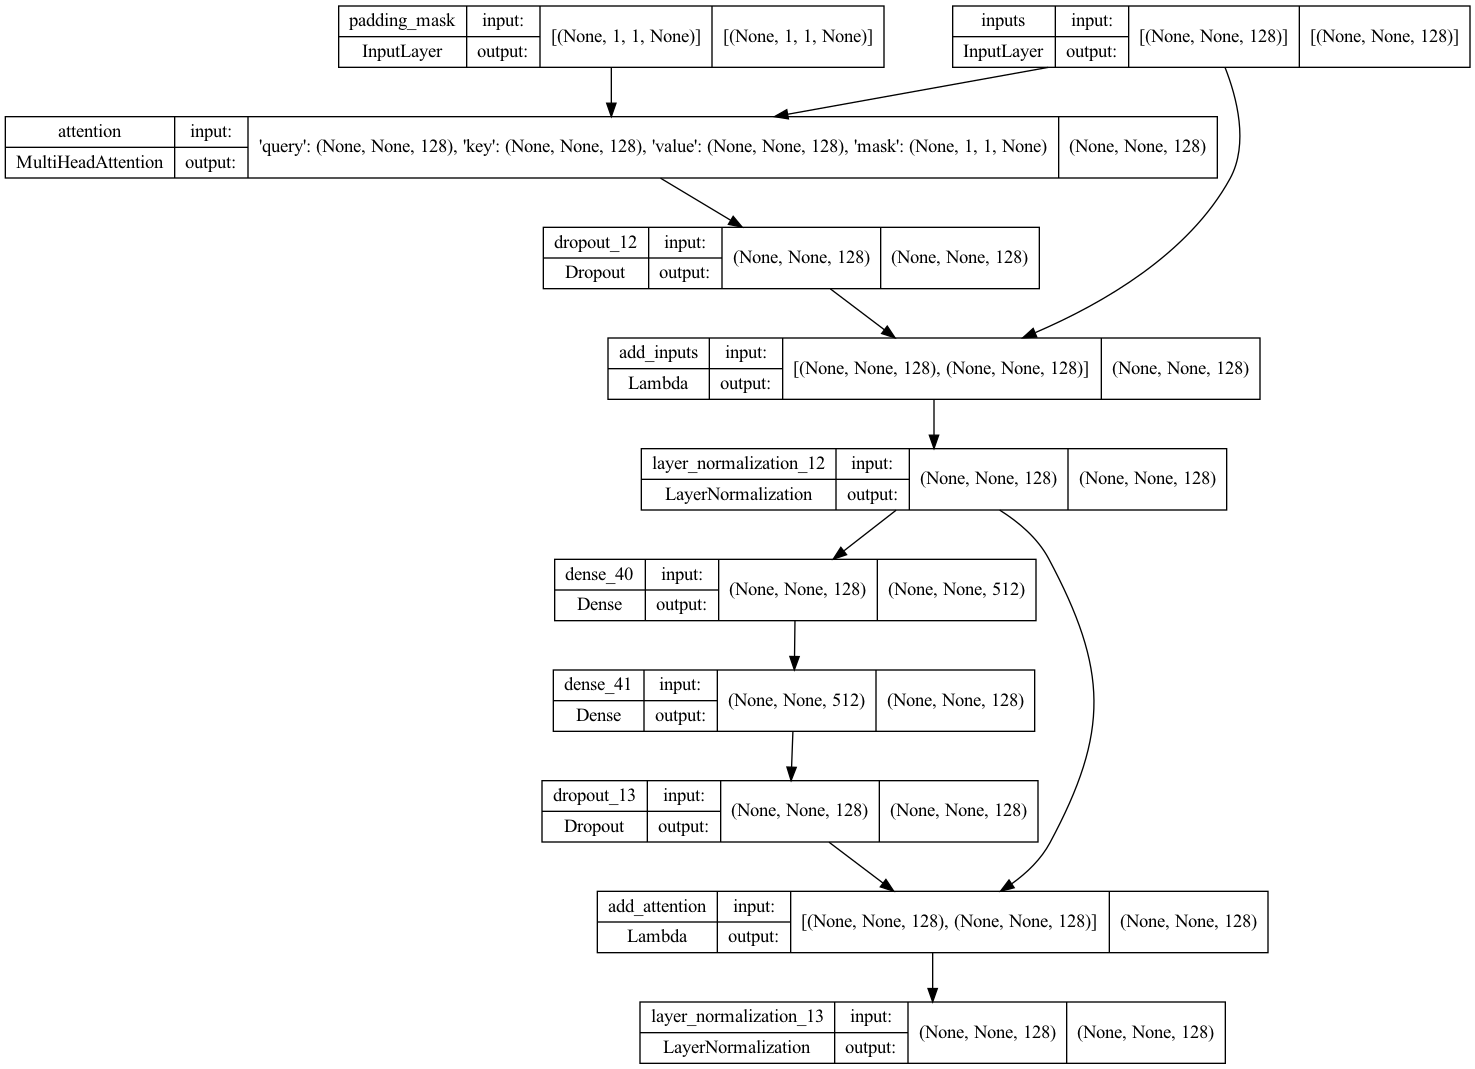 padding_mask input: [(None, 1, 1, None)] [(None, 1, 1, None)]
InputLayer output:
inputs input: [(None, None, 128)] [(None, None, 128)]
InputLayer output:
attention input: 'query': (None, None, 128), 'key': (None, None, 128), 'value': (None, None, 128), 'mask': (None, 1, 1, None) (None, None, 128)
MultiHeadAttention output:
dropout_12 input: (None, None, 128) (None, None, 128)
Dropout output:
add_inputs input: [(None, None, 128), (None, None, 128)] (None, None, 128)
Lambda output:
layer_normalization_12 input: (None, None, 128) (None, None, 128)
LayerNormalization output:
dense_40 input: (None, None, 128) (None, None, 512)
Dense output:
dense_41 input: (None, None, 512) (None, None, 128)
Dense output:
dropout_13 input: (None, None, 128) (None, None, 128)
Dropout output:
add_attention input: [(None, None, 128), (None, None, 128)] (None, None, 128)
Lambda output:
layer_normalization_13 input: (None, None, 128) (None, None, 128)
LayerNormalization output: